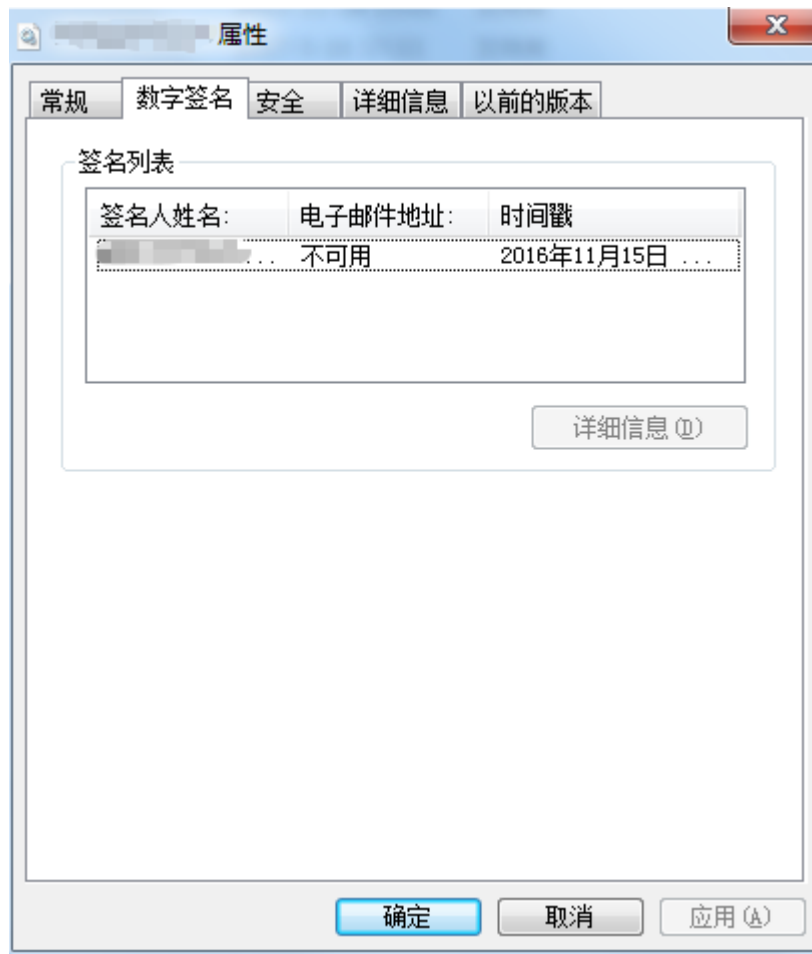 属性
常规 数字签名 安全 详细信息 以前的版本
签名列表
签名人姓名: 电子邮件地址: 时间戳
... 不可用 2016年11月15日 ...
详细信息(D)
确定 取消 应用(A)